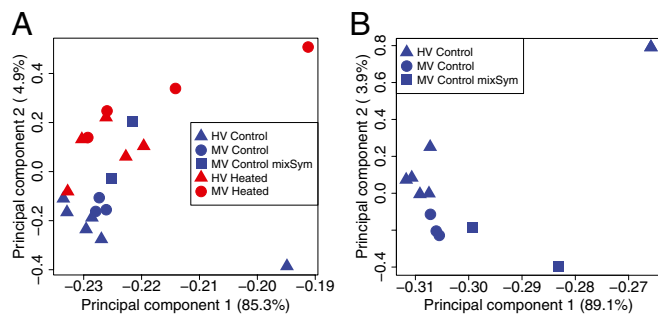 A
Principal component 2 ( 4.9%)
0.4
0.2
0.0
−0.2
−0.4
HV Control
MV Control
MV Control mixSym
HV Heated
MV Heated
−0.23
−0.22
−0.21
−0.20
−0.19
Principal component 1 (85.3%)
B
Principal component 2 ( 3.9%)
0.8
0.4
0.0
−0.4
HV Control
MV Control
MV Control mixSym
−0.31
−0.30
−0.29
−0.28
−0.27
Principal component 1 (89.1%)